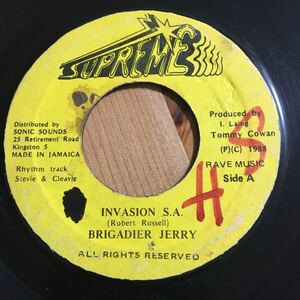 SUPREME
Distributed by
SONIC SOUNDS
25 Retirement Road
Kingston 5
MADE IN JAMAICA
Rhythm track
Stevie & Cleavie
Produced by
I. Laing
Tommy Cowan
(P)(C) 1988
RAVE MUSIC
Side A
HS
INVASION S.A.
(Robert Russell)
BRIGADIER JERRY
ALL RIGHTS RESERVED